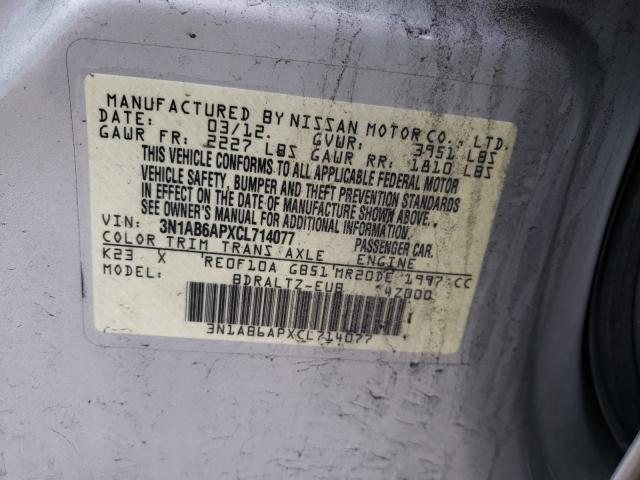 MANUFACTURED BY NISSAN MOTOR CO., LTD.
DATE: 03/12. GVWR: 3951 LBS
GAWR FR: 2227 LBS GAWR RR: 1810 LBS
THIS VEHICLE CONFORMS TO ALL APPLICABLE FEDERAL MOTOR
VEHICLE SAFETY, BUMPER AND THEFT PREVENTION STANDARDS
IN EFFECT ON THE DATE OF MANUFACTURE SHOWN ABOVE.
SEE OWNER'S MANUAL FOR ADDITIONAL INFORMATION.
VIN: 3N1AB6APXCL714077 PASSENGER CAR.
COLOR TRIM TRANS AXLE ENGINE
K23 X RE0F10A GB51 MR20DE 1997 CC
MODEL: BDRALTZ-EUB 4Z000
3N1AB6APXCL714077